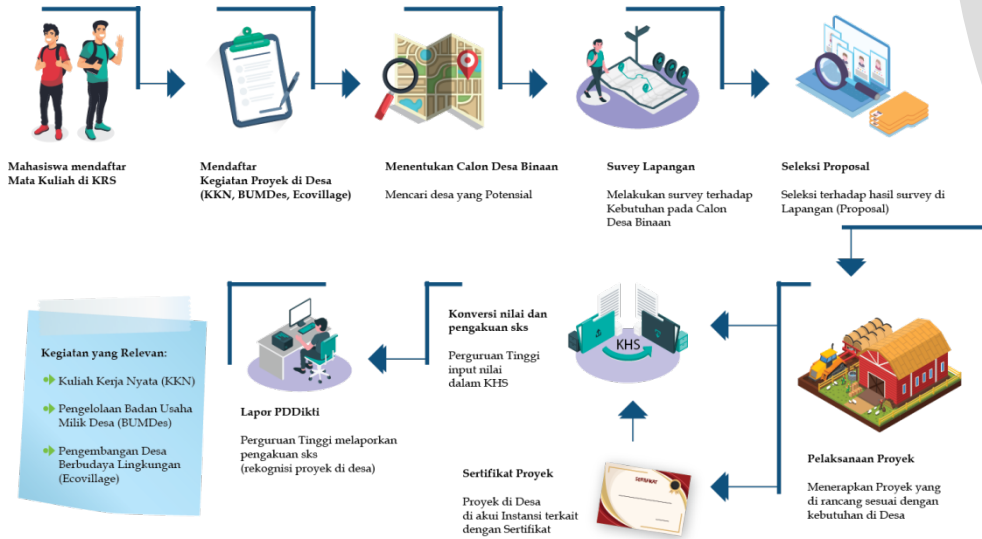 Mahasiswa mendaftar
Mata Kuliah di KRS
Mendaftar
Kegiatan Proyek di Desa
(KKN, BUMDes, Ecovillage)
Menentukan Calon Desa Binaan
Mencari desa yang Potensial
Suvey Lapangan
Melakukan survey terhadap
Kebutuhan pada Calon
Desa Binaan
Seleksi Proposal
Seleksi terhadap hasil survey di
Lapangan (Proposal)
Pelaksanaan Proyek
Menerapkan Proyek yang
di rancang sesuai dengan
kebutuhan di Desa
Sertifikat Proyek
Proyek di Desa
di akui Instansi terkait
dengan Sertifikat
SERTIFIKAT
KHS
Konversi nilai dan
pengakuan sks
Perguruan Tinggi
input nilai
dalam KHS
Lapor PDDikti
Perguruan Tinggi melaporkan
pengakuan sks
(rekognisi proyek di desa)
Kegiatan yang Relevan:
Kuliah Kerja Nyata (KKN)
Pengelolaan Badan Usaha
Milik Desa (BUMDes)
Pengembangan Desa
Berbudaya Lingkungan
(Ecovillage)